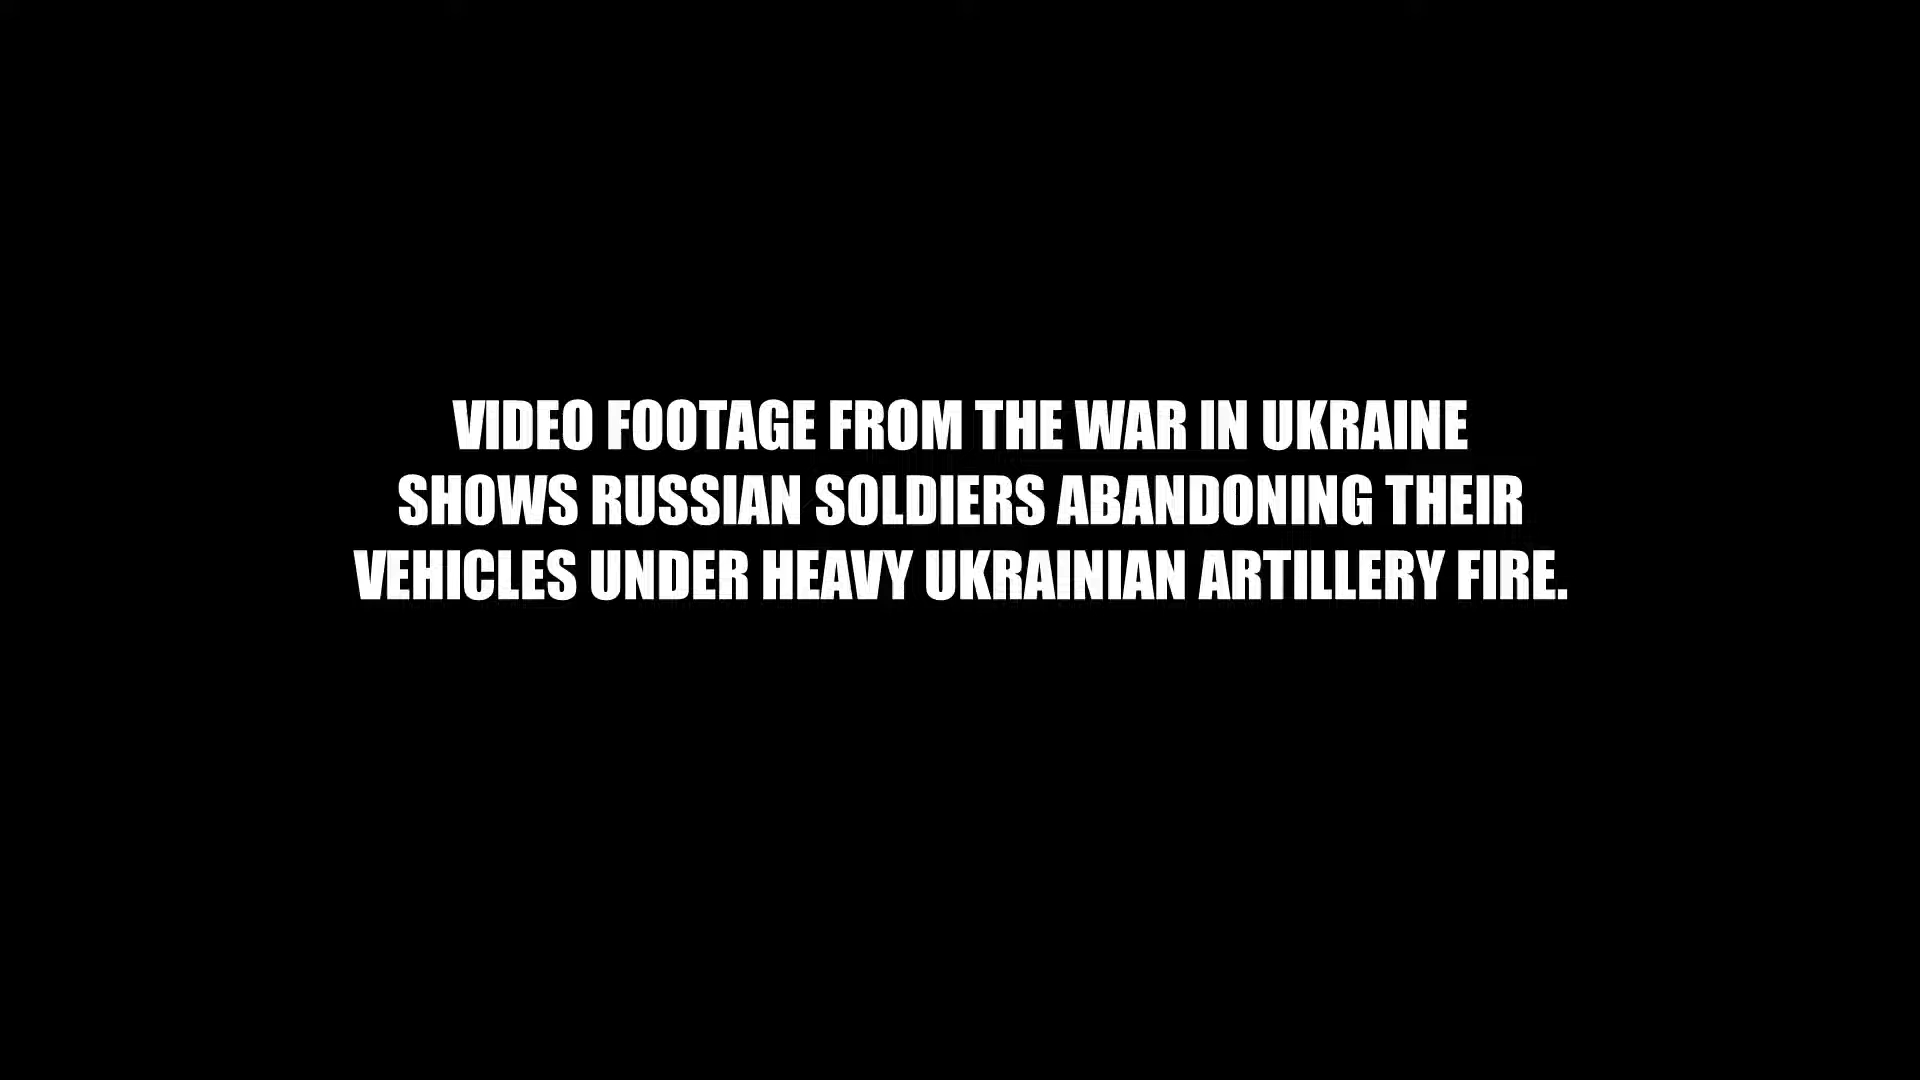 VIDEO FOOTAGE FROM THE WAR IN UKRAINE
SHOWS RUSSIAN SOLDIERS ABANDONING THEIR
VEHICLES UNDER HEAVY UKRAINIAN ARTILLERY FIRE.